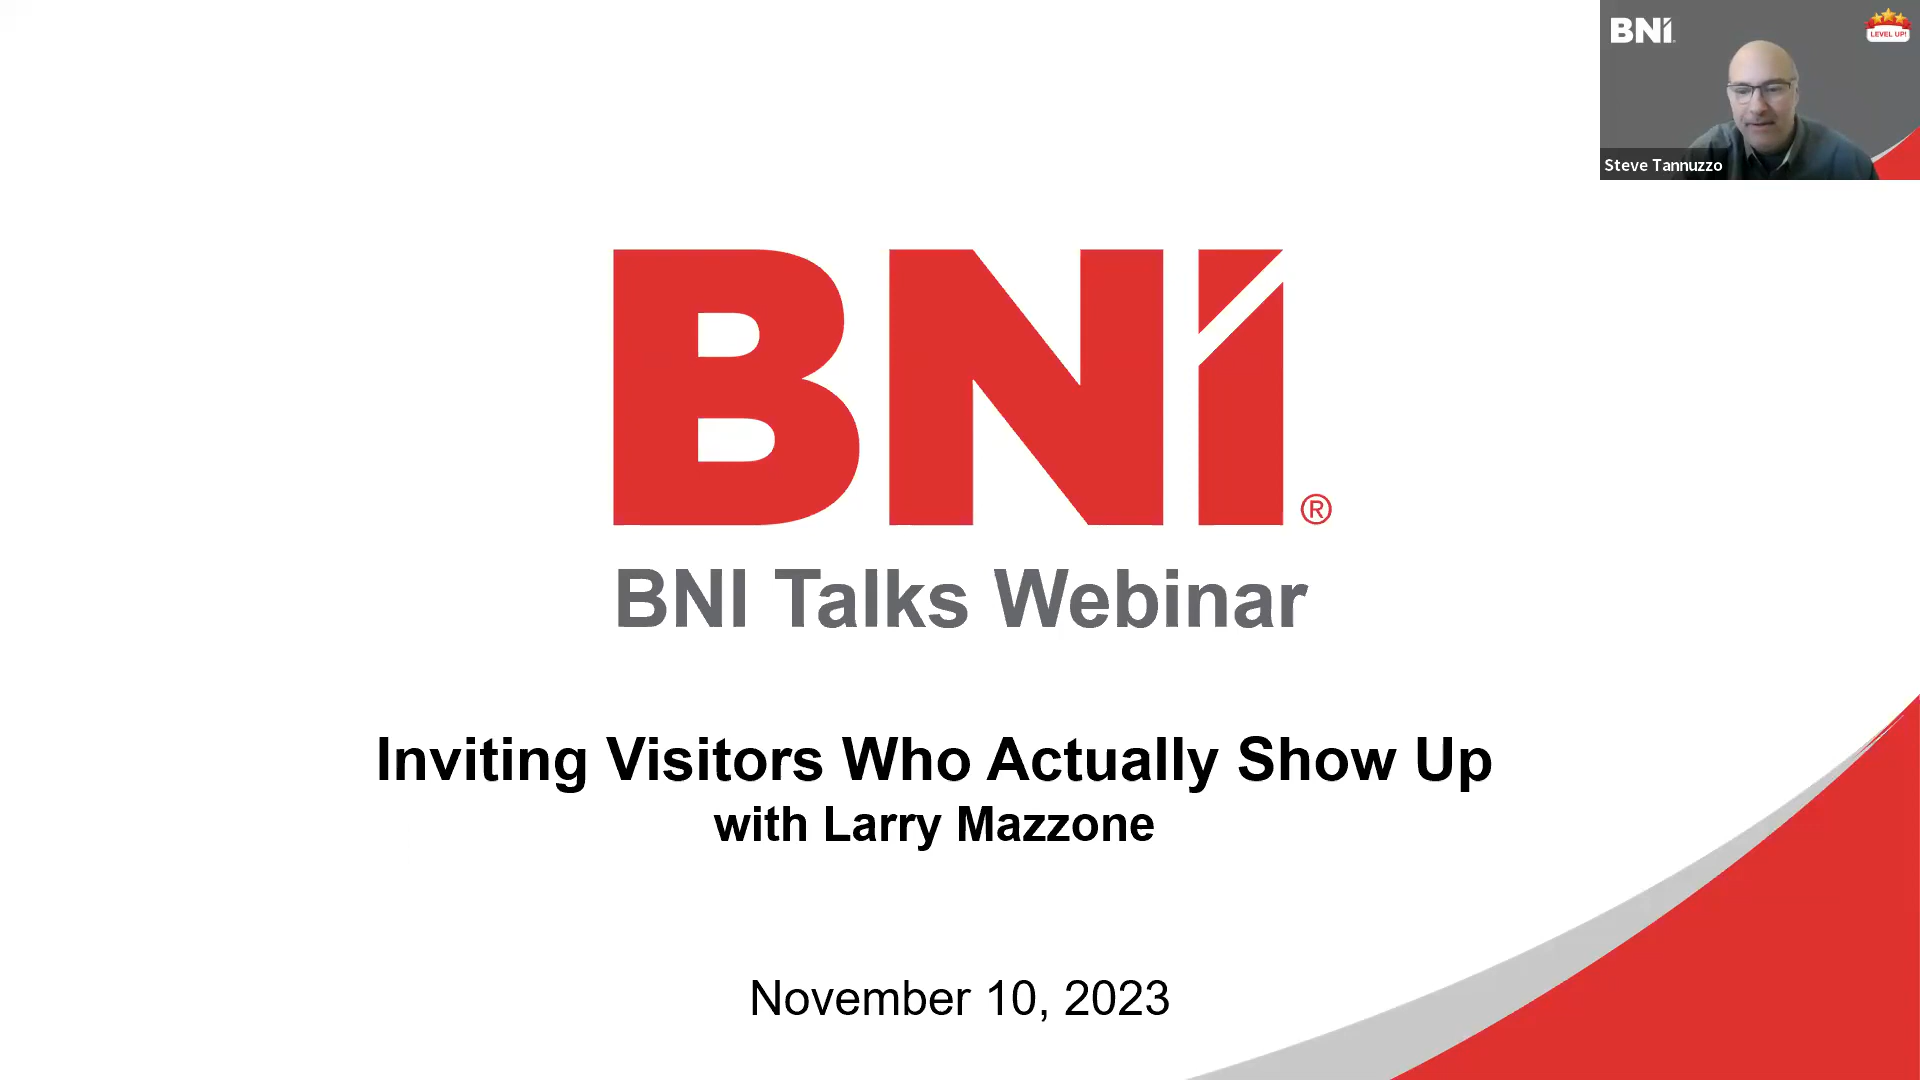 BNI
LEVEL UP!
Steve Tannuzzo
BNI®
BNI Talks Webinar
Inviting Visitors Who Actually Show Up
with Larry Mazzone
November 10, 2023